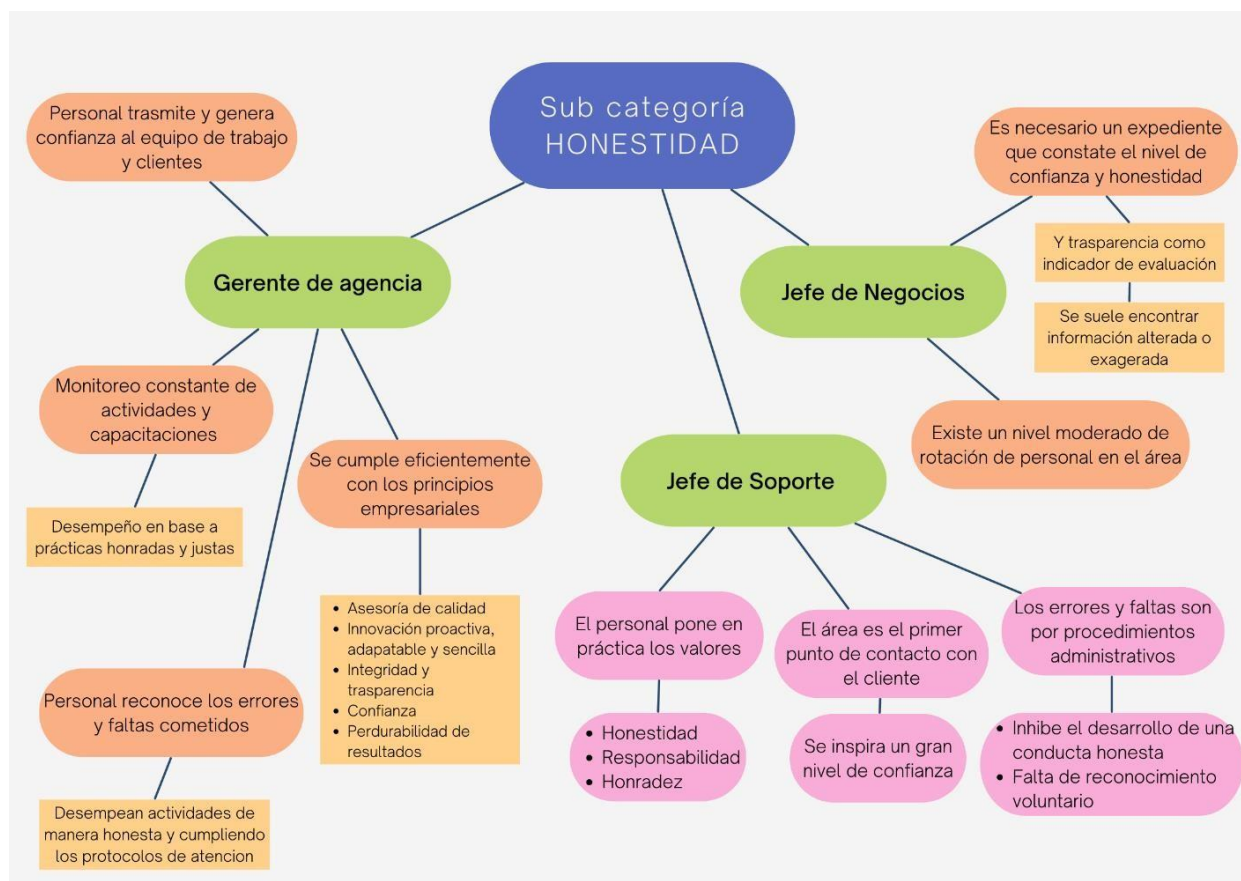 Sub categoría
HONESTIDAD
Personal trasmite y genera
confianza al equipo de trabajo
y clientes
Es necesario un expediente
que constate el nivel de
confianza y honestidad
Y trasparencia como
indicador de evaluación
Se suele encontrar
información alterada o
exagerada
Gerente de agencia
Jefe de Negocios
Monitoreo constante de
actividades y
capacitaciones
Existe un nivel moderado de
rotación de personal en el área
Se cumple eficientemente
con los principios
empresariales
Jefe de Soporte
Desempeño en base a
prácticas honradas y justas
• Asesoría de calidad
• Innovación proactiva,
adapatable y sencilla
• Integridad y
trasparencia
• Confianza
• Perdurabilidad de
resultados
El personal pone en
práctica los valores
El área es el primer
punto de contacto con
el cliente
Los errores y faltas son
por procedimientos
administrativos
Personal reconoce los errores
y faltas cometidos
• Honestidad
• Responsabilidad
• Honradez
Se inspira un gran
nivel de confianza
• Inhibe el desarrollo de una
conducta honesta
• Falta de reconocimiento
voluntario
Desempean actividades de
manera honesta y cumpliendo
los protocolos de atencion